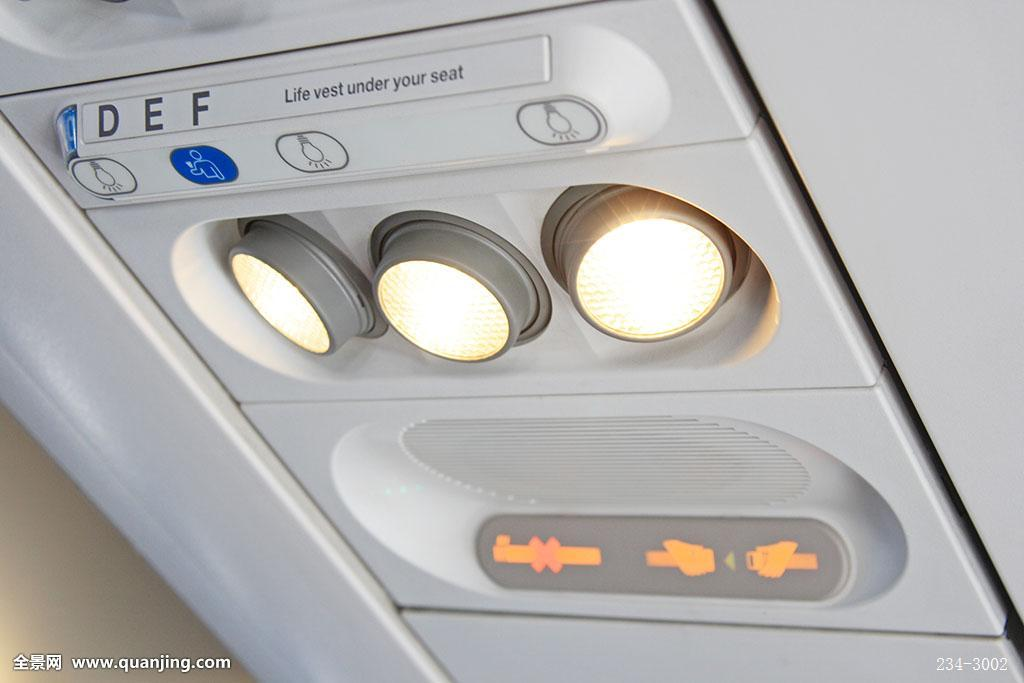 D E F Life vest under your seat
全景网 www.quanjing.com
234-3002